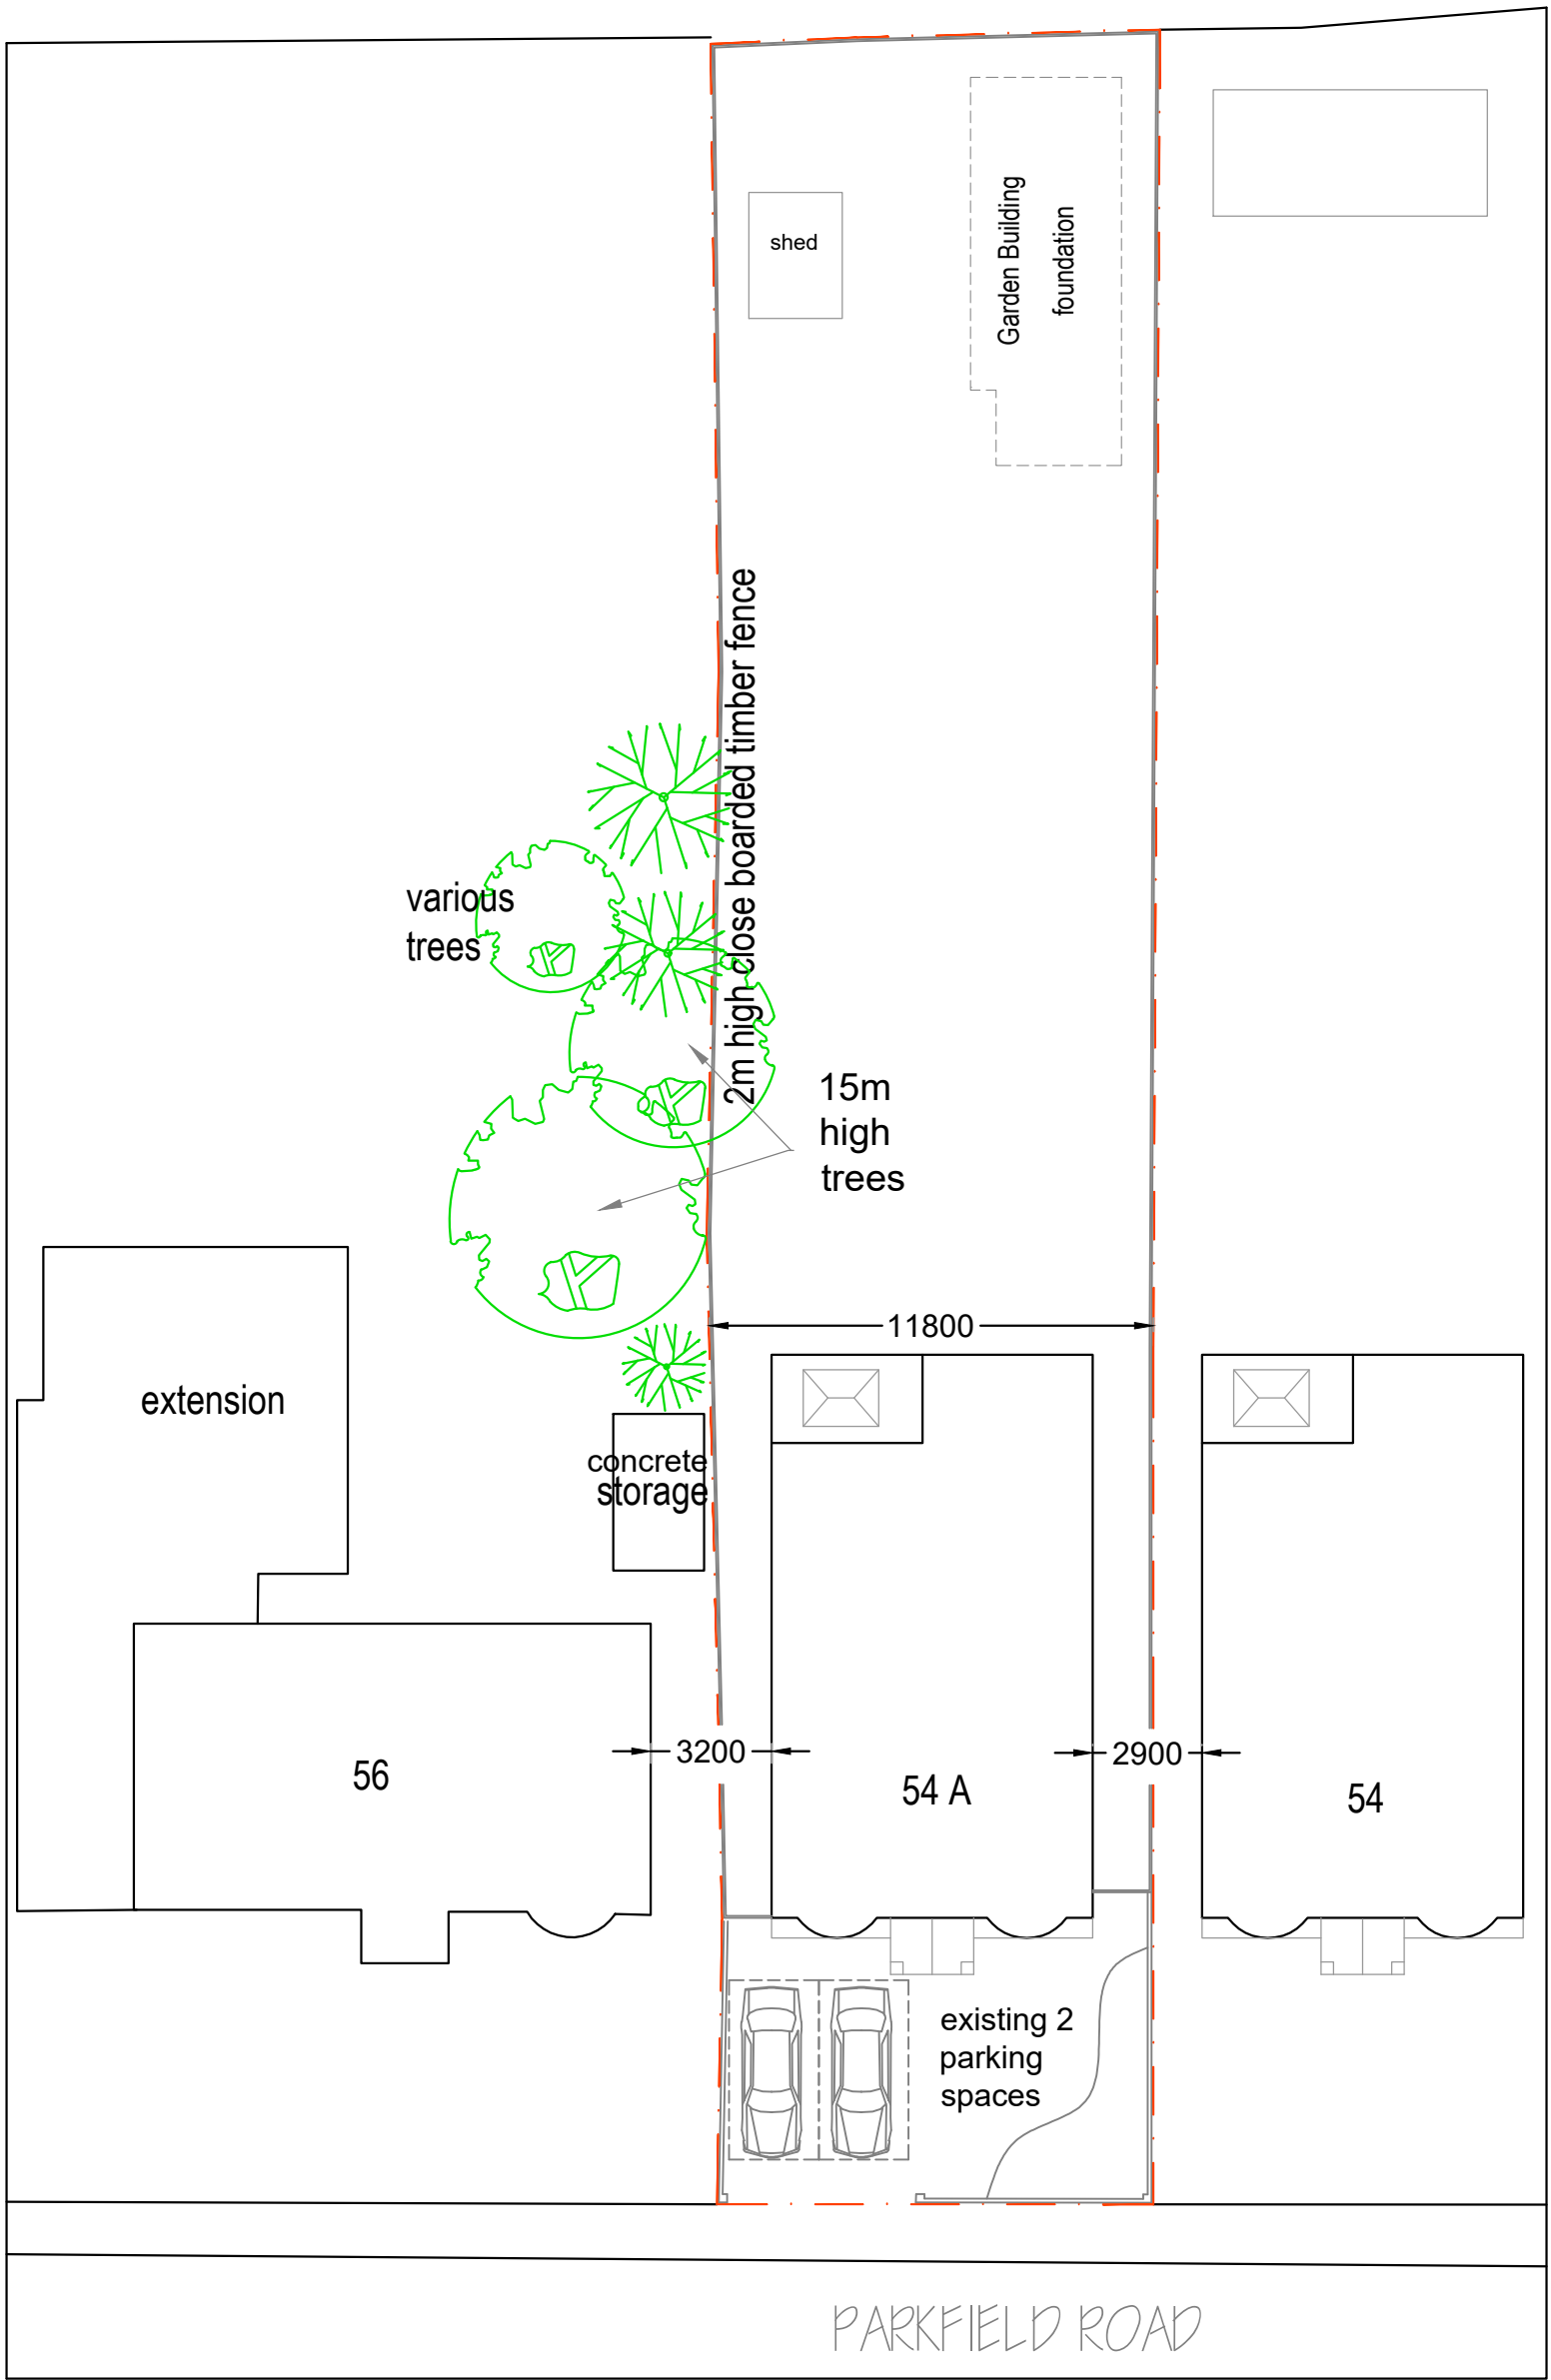 shed
Garden Building
foundation
2m high close boarded timber fence
various
trees
15m
high
trees
11800
extension
concrete
storage
3200
2900
56
54 A
54
existing 2
parking
spaces
PARKFIELD ROAD